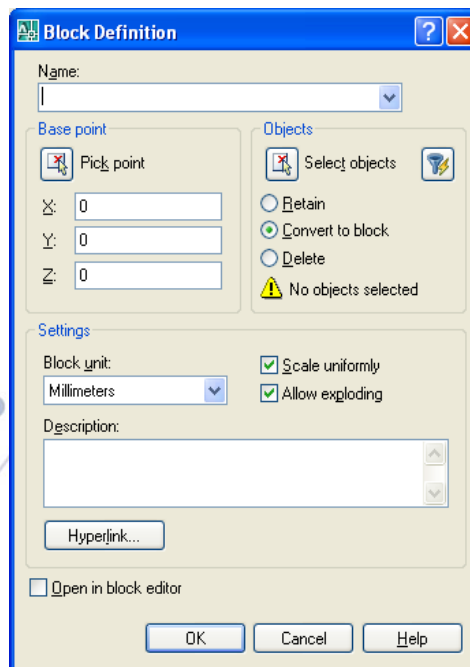 Block Definition
Name:
Base point
Pick point
X: 0
Y: 0
Z: 0
Objects
Select objects
Retain
Convert to block
Delete
No objects selected
Settings
Block unit:
Millimeters
Scale uniformly
Allow exploding
Description:
Hyperlink...
Open in block editor
OK Cancel Help